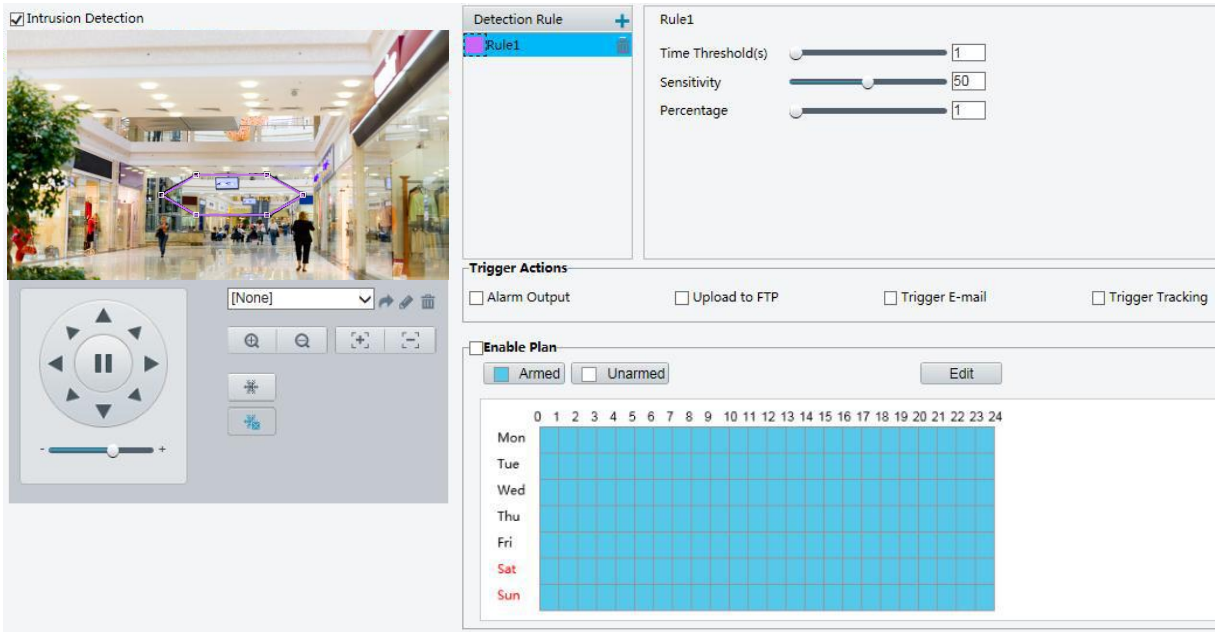 Intrusion Detection
Detection Rule +
Rule1
Rule1
Time Threshold(s) 1
Sensitivity 50
Percentage 1
[None]
- +
Trigger Actions
Alarm Output Upload to FTP Trigger E-mail Trigger Tracking
Enable Plan
Armed Unarmed Edit
0 1 2 3 4 5 6 7 8 9 10 11 12 13 14 15 16 17 18 19 20 21 22 23 24
Mon
Tue
Wed
Thu
Fri
Sat
Sun